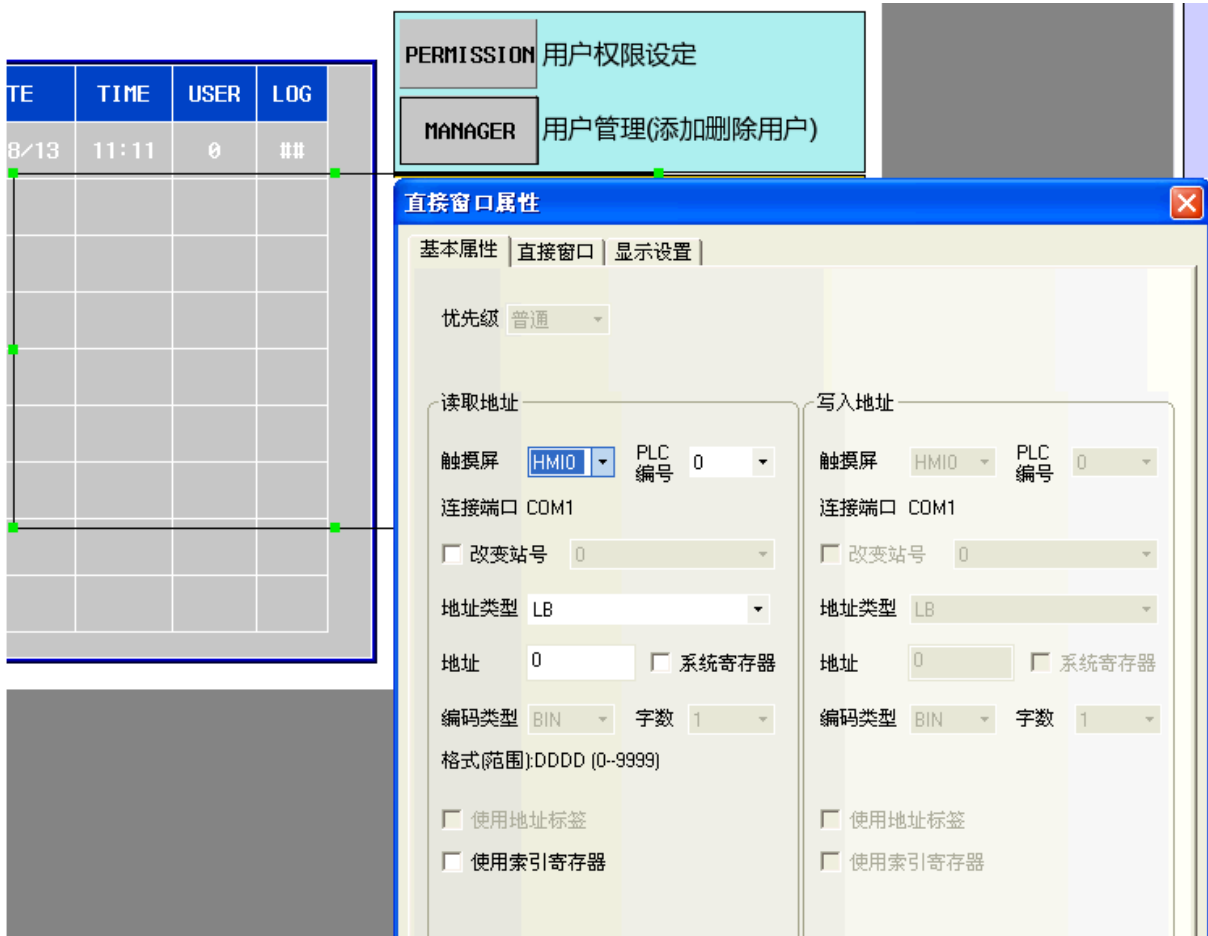 PERMISSION 用户权限设定
TE TIME USER LOG
MANAGER 用户管理(添加删除用户)
8/13 11:11 0 ##
直接窗口属性
基本属性 直接窗口 显示设置
优先级 普通
读取地址 写入地址
触摸屏 HMI0 PLC编号 0 触摸屏 HMI0 PLC编号 0
连接端口 COM1 连接端口 COM1
改变站号 0 改变站号 0
地址类型 LB 地址类型 LB
地址 0 系统寄存器 地址 0 系统寄存器
编码类型 BIN 字数 1 编码类型 BIN 字数 1
格式(范围):DDDD (0--9999)
使用地址标签 使用地址标签
使用索引寄存器 使用索引寄存器